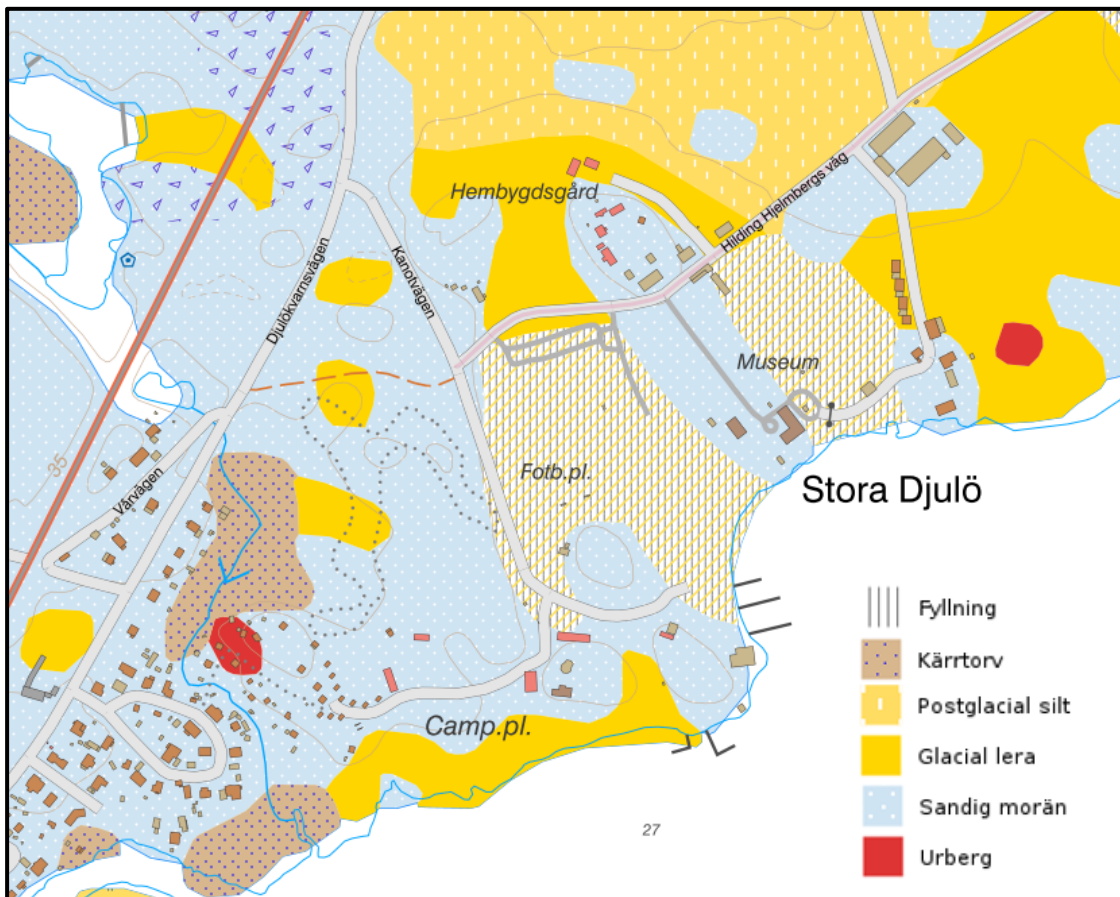 Hembygdsgård
Hilding Hjelmbergs väg
Kanotvägen
Djulökvarnsvägen
Museum
35
Vårvägen
Fotb.pl.
Stora Djulö
Camp.pl.
27
Fyllning
Kärrtorv
Postglacial silt
Glacial lera
Sandig morän
Urberg